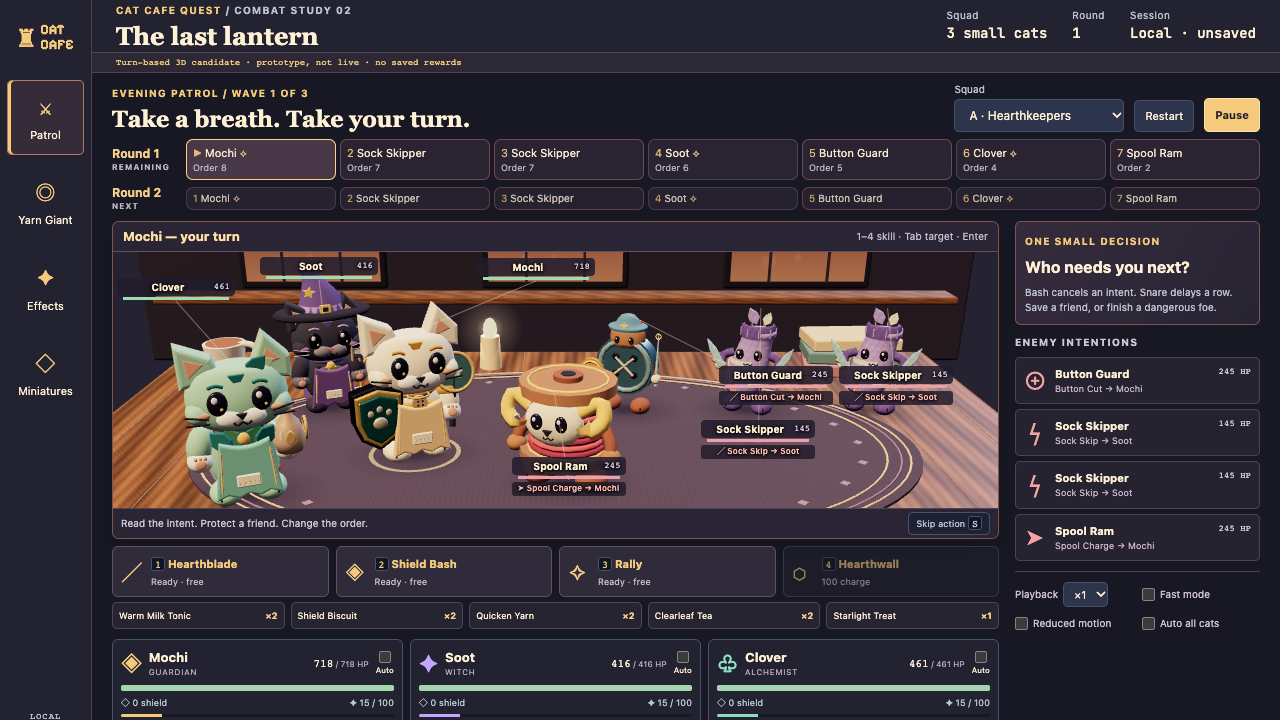 CAT CAFE QUEST / COMBAT STUDY 02
The last lantern
Squad
3 small cats
Round
1
Session
Local · unsaved
Turn-based 3D candidate · prototype, not live · no saved rewards
OAT
OAFE
Patrol
Yarn Giant
Effects
Miniatures
LOCAL
EVENING PATROL / WAVE 1 OF 3
Take a breath. Take your turn.
Squad
A · Hearthkeepers
Restart
Pause
Round 1
REMAINING
Mochi
Order 8
2 Sock Skipper
Order 7
3 Sock Skipper
Order 7
4 Soot
Order 6
5 Button Guard
Order 5
6 Clover
Order 4
7 Spool Ram
Order 2
Round 2
NEXT
1 Mochi
2 Sock Skipper
3 Sock Skipper
4 Soot
5 Button Guard
6 Clover
7 Spool Ram
Mochi — your turn
1–4 skill · Tab target · Enter
Soot 416
Mochi 718
Clover 461
Button Guard 245
Button Cut → Mochi
Sock Skipper 145
Sock Skip → Soot
Sock Skipper 145
Sock Skip → Soot
Spool Ram 245
Spool Charge → Mochi
Read the intent. Protect a friend. Change the order.
Skip action S
1 Hearthblade
Ready · free
2 Shield Bash
Ready · free
3 Rally
Ready · free
4 Hearthwall
100 charge
Warm Milk Tonic ×2
Shield Biscuit ×2
Quicken Yarn ×2
Clearleaf Tea ×2
Starlight Treat ×1
Mochi
GUARDIAN
718 / 718 HP
Auto
0 shield
15 / 100
Soot
WITCH
416 / 416 HP
Auto
0 shield
15 / 100
Clover
ALCHEMIST
461 / 461 HP
Auto
0 shield
15 / 100
ONE SMALL DECISION
Who needs you next?
Bash cancels an intent. Snare delays a row.
Save a friend, or finish a dangerous foe.
ENEMY INTENTIONS
Button Guard
Button Cut → Mochi
245 HP
Sock Skipper
Sock Skip → Soot
145 HP
Sock Skipper
Sock Skip → Soot
145 HP
Spool Ram
Spool Charge → Mochi
245 HP
Playback ×1
Fast mode
Reduced motion
Auto all cats